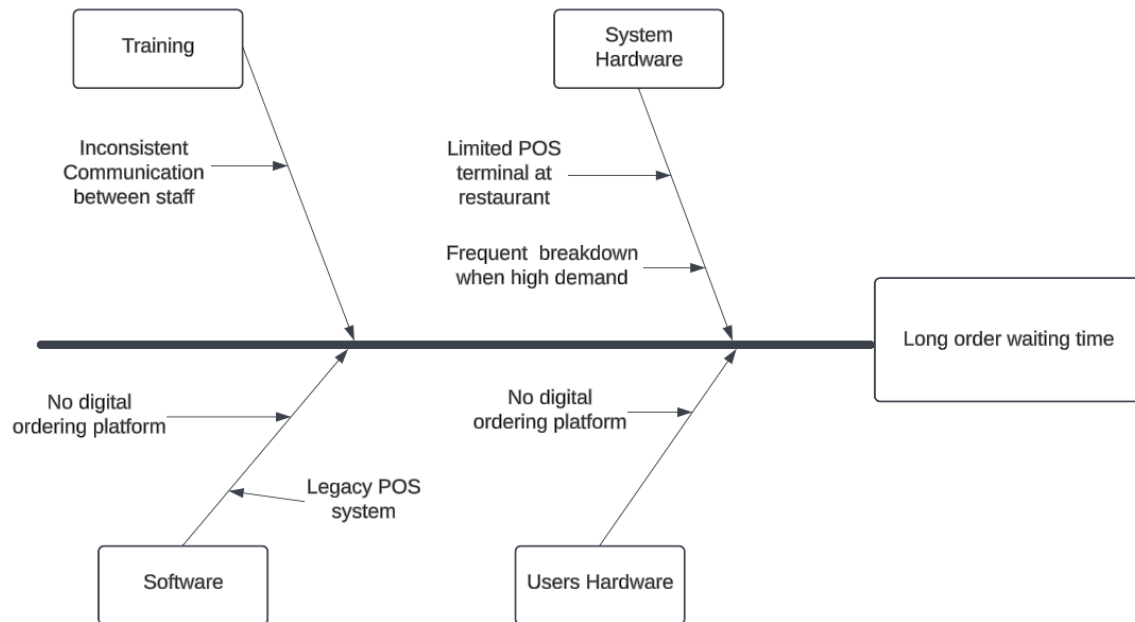 Training
System
Hardware
Inconsistent
Communication
between staff
Limited POS
terminal at
restaurant
Frequent  breakdown
when high demand
Long order waiting time
No digital
ordering platform
Legacy POS
system
No digital
ordering platform
Software
Users Hardware